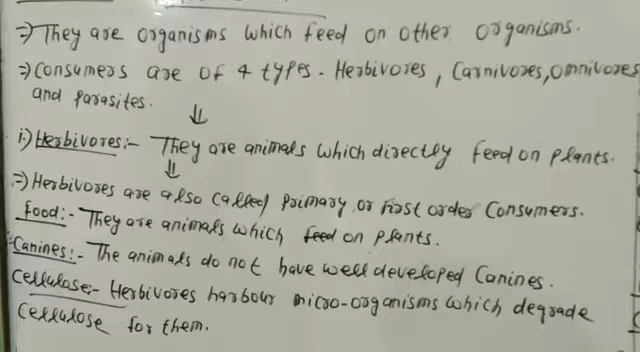 ⇒ They are organisms which feed on other organisms.
⇒ Consumers are of 4 types. Herbivores, Carnivores, omnivores
and Parasites.
⇓
i.) Herbivores:- They are animals which directly feed on Plants.
⇓
⇒ Herbivores are also called Primary or First order Consumers.
Food:- They are animals which feed on Plants.
Canines:- The animals do not have well developed Canines.
Cellulose:- Herbivores harbour micro-organisms which degrade
Cellulose for them.